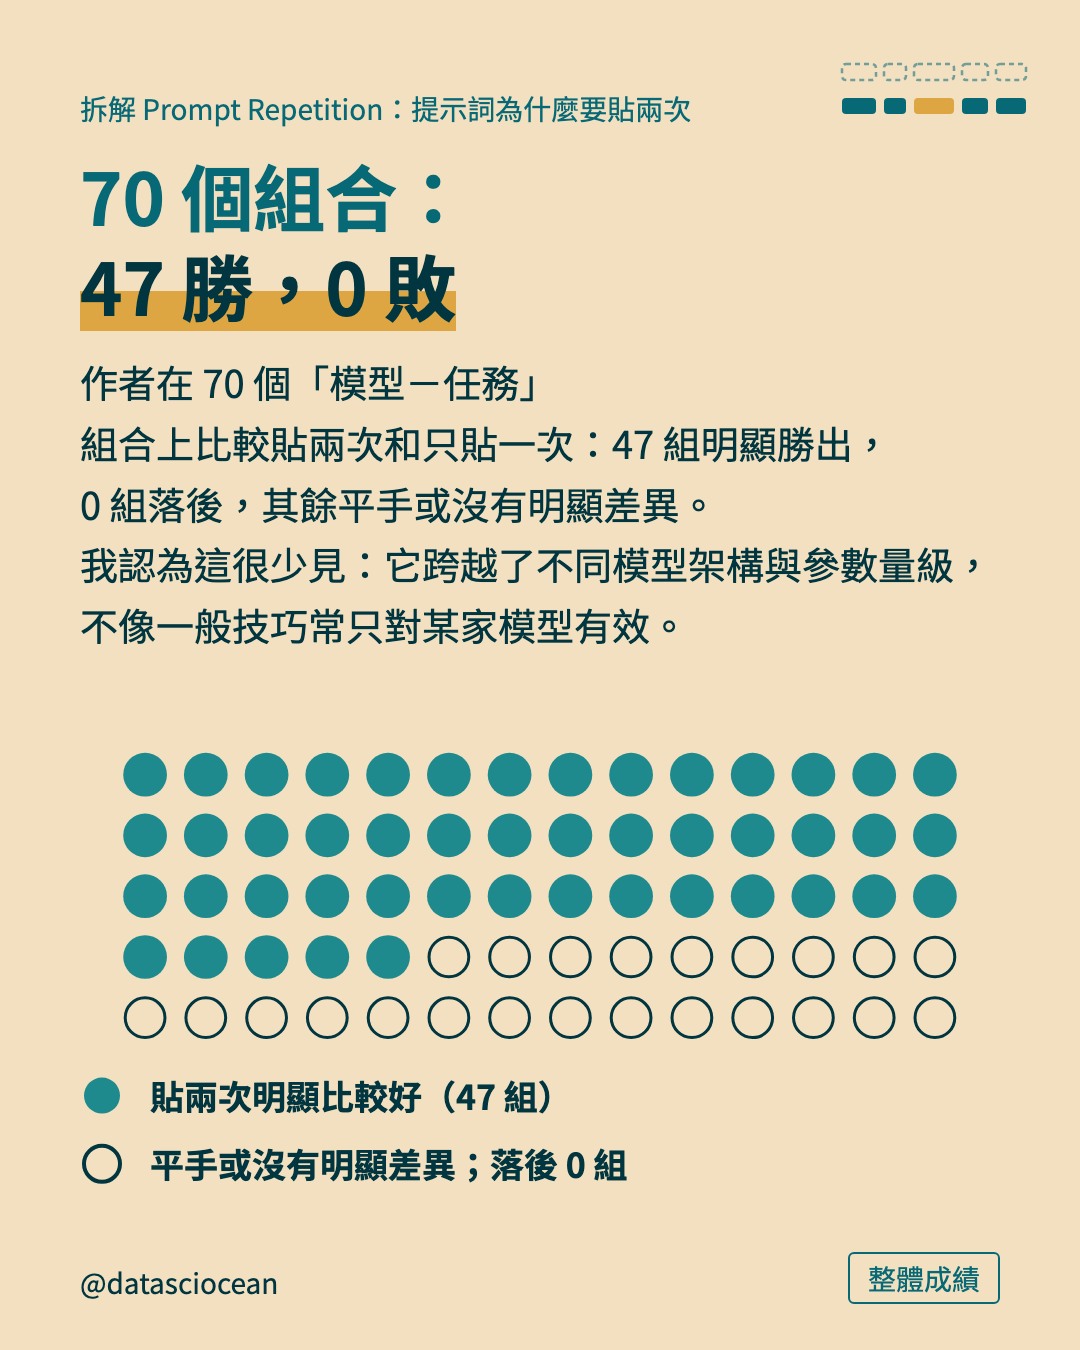 拆解 Prompt Repetition：提示詞為什麼要貼兩次
70 個組合：
47 勝，0 敗
作者在 70 個「模型－任務」
組合上比較貼兩次和只貼一次：47 組明顯勝出，
0 組落後，其餘平手或沒有明顯差異。
我認為這很少見：它跨越了不同模型架構與參數量級，
不像一般技巧常只對某家模型有效。
貼兩次明顯比較好（47 組）
平手或沒有明顯差異；落後 0 組
@datasciocean
整體成績